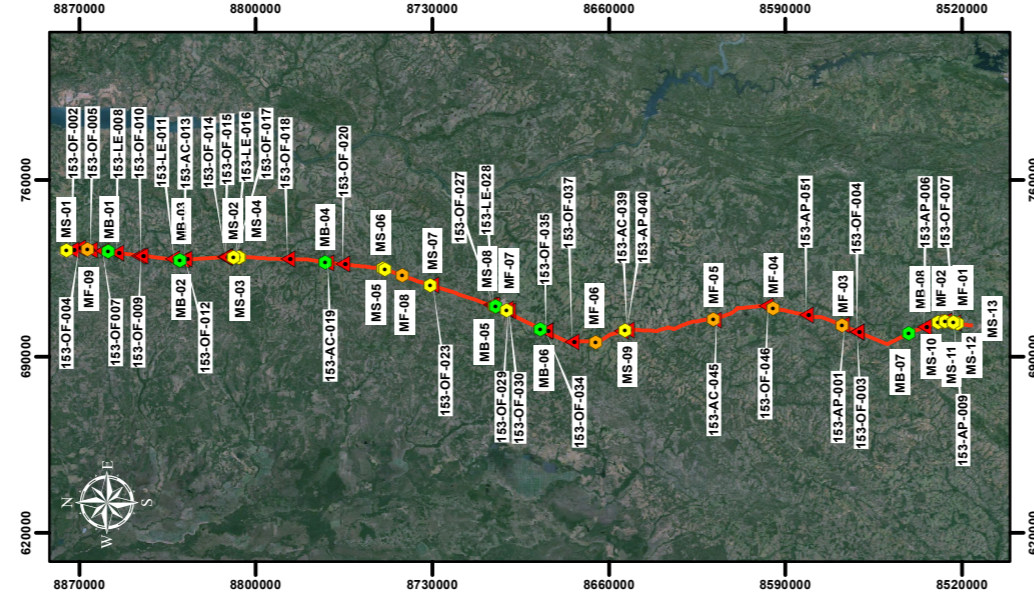 8870000
8800000
8730000
8660000
8590000
8520000
760000
690000
620000
MS-01
153-OF-002
153-OF-005
MB-01
153-LE-008
153-OF-010
153-LE-011
MB-03
153-AC-013
153-OF-014
153-OF-015
MS-02
153-LE-016
MS-04
153-OF-017
153-OF-018
MB-04
153-OF-020
MS-06
MS-07
153-OF-027
MS-08
153-LE-028
MF-07
153-OF-035
153-OF-037
153-AC-039
153-AP-040
MF-05
MF-04
153-AP-051
MF-03
153-OF-004
MB-08
153-AP-006
MF-02
153-OF-007
MF-01
MS-13
153-OF-004
MF-09
153-OF007
153-OF-009
MB-02
153-OF-012
MS-03
153-AC-019
MS-05
MF-08
153-OF-023
MB-05
153-OF-029
153-OF-030
MB-06
153-OF-034
MF-06
MS-09
153-AC-045
153-OF-046
153-AP-001
153-OF-003
MB-07
MS-10
MS-11
153-AP-009
MS-12
N
E
S
W
8870000
8800000
8730000
8660000
8590000
8520000
760000
690000
620000